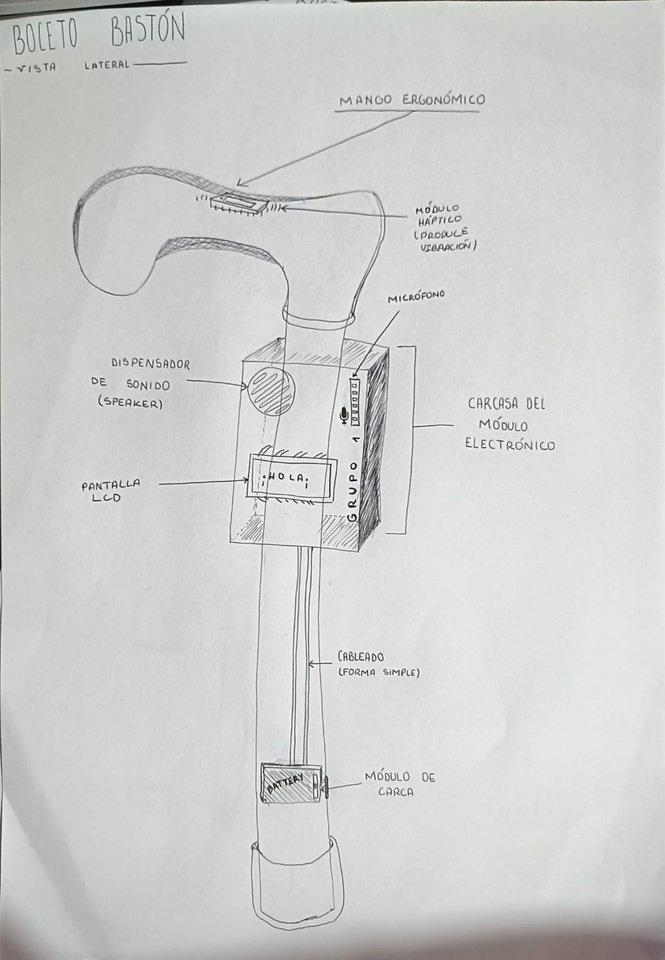 BOCETO BASTÓN
- VISTA LATERAL
MANGO ERGONÓMICO
MÓDULO
HÁPTICO
(PRODUCE
VIBRACIÓN)
MICRÓFONO
DISPENSADOR
DE SONIDO
(SPEAKER)
CARCASA DEL
MÓDULO
ELECTRÓNICO
PANTALLA
LCD
¡HOLA¡
GRUPO 1
CABLEADO
(FORMA SIMPLE)
BATTERY
MÓDULO DE
CARCA